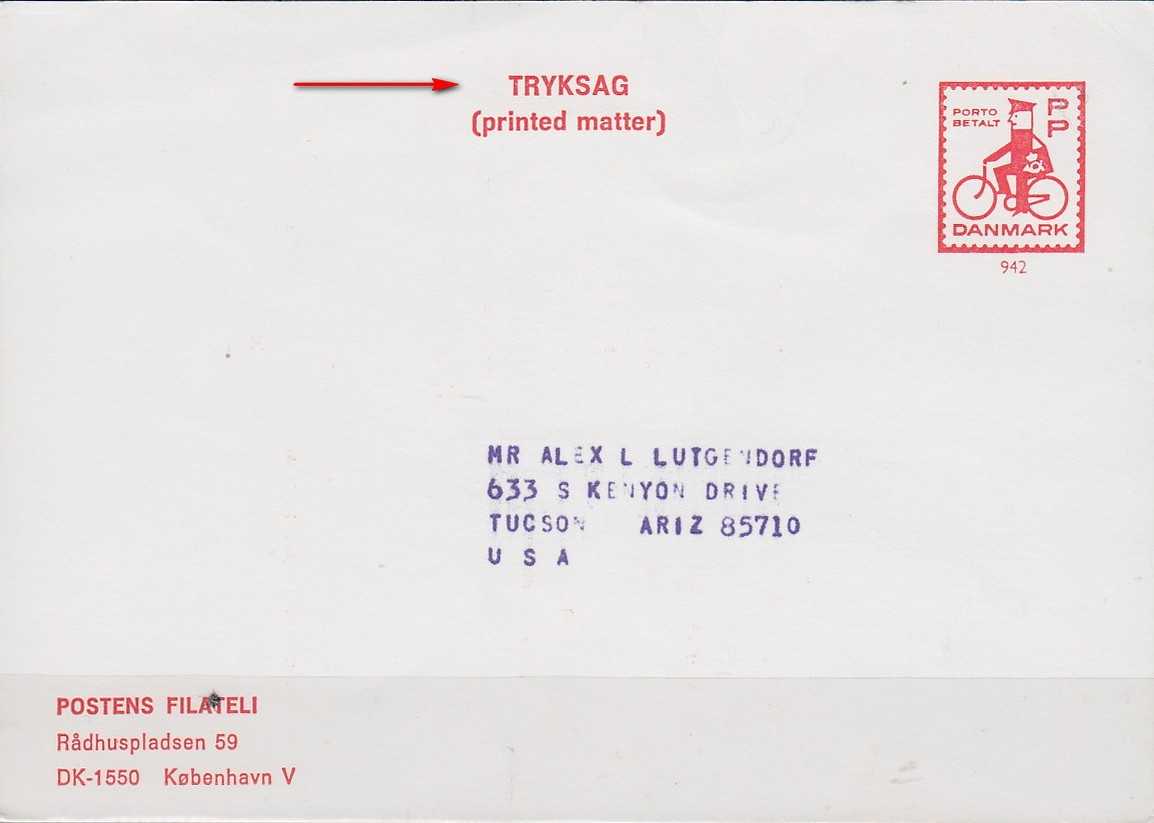 TRYKSAG
(printed matter)
PORTO
BETALT
PP
DANMARK
942
MR ALEX L LUTGENDORF
633 S KENYON DRIVE
TUCSON ARIZ 85710
U S A
POSTENS FILATELI
Rådhuspladsen 59
DK-1550 København V